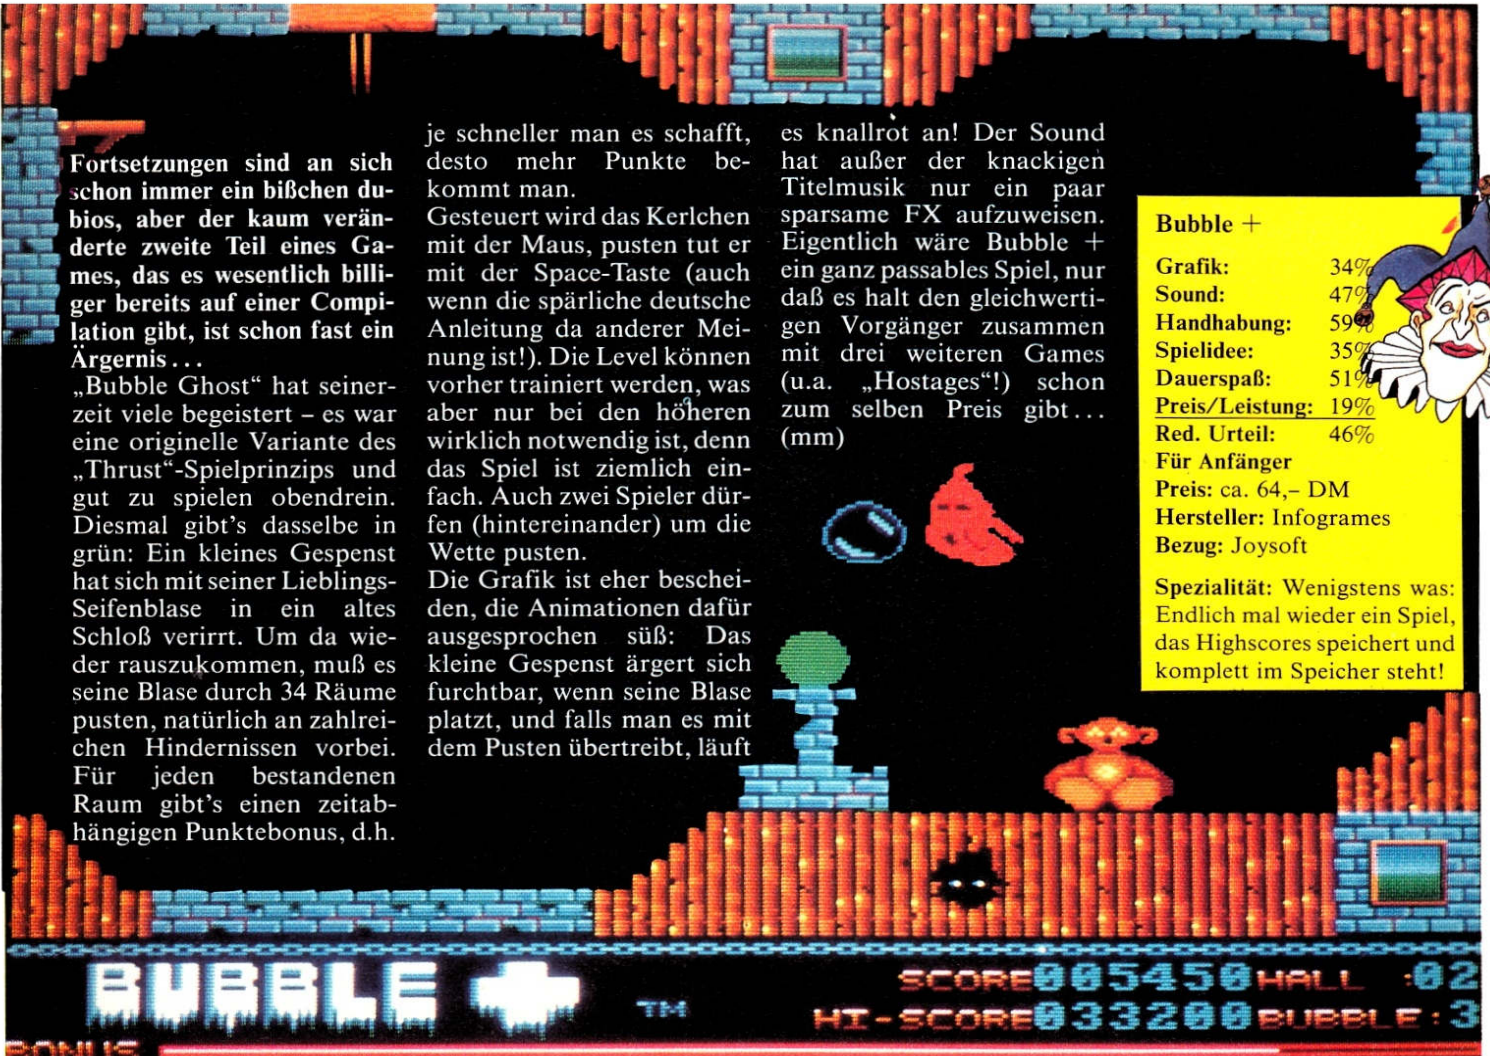 Fortsetzungen sind an sich
schon immer ein bißchen du-
bios, aber der kaum verän-
derte zweite Teil eines Ga-
mes, das es wesentlich billi-
ger bereits auf einer Compi-
lation gibt, ist schon fast ein
Ärgernis...
„Bubble Ghost“ hat seiner-
zeit viele begeistert – es war
eine originelle Variante des
„Thrust“-Spielprinzips und
gut zu spielen obendrein.
Diesmal gibt's dasselbe in
grün: Ein kleines Gespenst
hat sich mit seiner Lieblings-
Seifenblase in ein altes
Schloß verirrt. Um da wie-
der rauszukommen, muß es
seine Blase durch 34 Räume
pusten, natürlich an zahlrei-
chen Hindernissen vorbei.
Für jeden bestandenen
Raum gibt's einen zeitab-
hängigen Punktebonus, d.h.
je schneller man es schafft,
desto mehr Punkte be-
kommt man.
Gesteuert wird das Kerlchen
mit der Maus, pusten tut er
mit der Space-Taste (auch
wenn die spärliche deutsche
Anleitung da anderer Mei-
nung ist!). Die Level können
vorher trainiert werden, was
aber nur bei den höheren
wirklich notwendig ist, denn
das Spiel ist ziemlich ein-
fach. Auch zwei Spieler dür-
fen (hintereinander) um die
Wette pusten.
Die Grafik ist eher beschei-
den, die Animationen dafür
ausgesprochen süß: Das
kleine Gespenst ärgert sich
furchtbar, wenn seine Blase
platzt, und falls man es mit
dem Pusten übertreibt, läuft
es knallrot an! Der Sound
hat außer der knackigen
Titelmusik nur ein paar
sparsame FX aufzuweisen.
Eigentlich wäre Bubble +
ein ganz passables Spiel, nur
daß es halt den gleichwerti-
gen Vorgänger zusammen
mit drei weiteren Games
(u.a. „Hostages“!) schon
zum selben Preis gibt...
(mm)
Bubble +
Grafik: 34%
Sound: 47%
Handhabung: 59%
Spielidee: 35%
Dauerspaß: 51%
Preis/Leistung: 19%
Red. Urteil: 46%
Für Anfänger
Preis: ca. 64,– DM
Hersteller: Infogrames
Bezug: Joysoft
Spezialität: Wenigstens was:
Endlich mal wieder ein Spiel,
das Highscores speichert und
komplett im Speicher steht!
BUBBLE + TM
SCORE 005450 HALL :02
HI-SCORE 033200 BUBBLE:3
BONUS